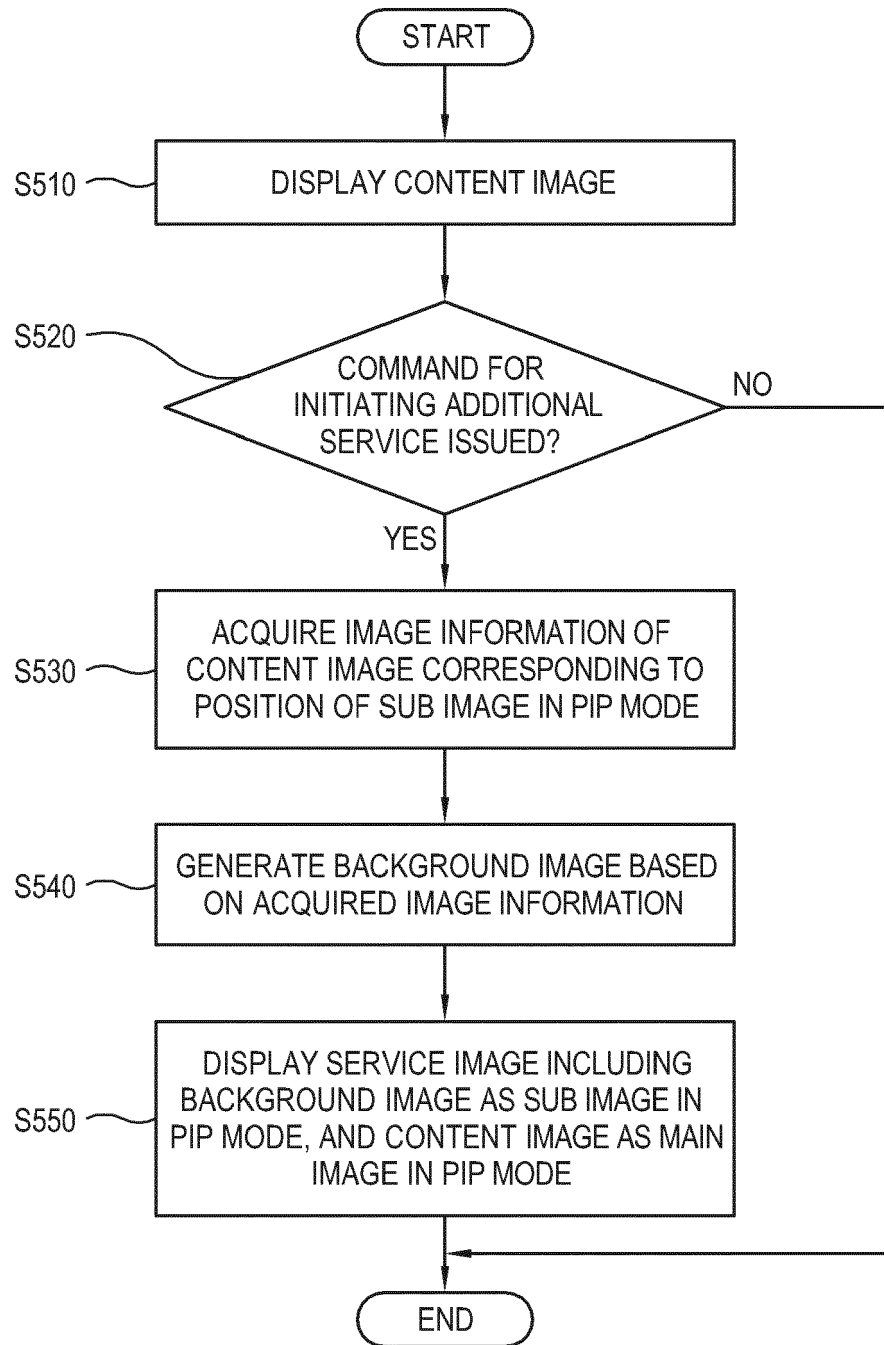 START
S510
DISPLAY CONTENT IMAGE
S520
COMMAND FOR
INITIATING ADDITIONAL
SERVICE ISSUED?
NO
YES
S530
ACQUIRE IMAGE INFORMATION OF
CONTENT IMAGE CORRESPONDING TO
POSITION OF SUB IMAGE IN PIP MODE
S540
GENERATE BACKGROUND IMAGE BASED
ON ACQUIRED IMAGE INFORMATION
S550
DISPLAY SERVICE IMAGE INCLUDING
BACKGROUND IMAGE AS SUB IMAGE IN
PIP MODE, AND CONTENT IMAGE AS MAIN
IMAGE IN PIP MODE
END